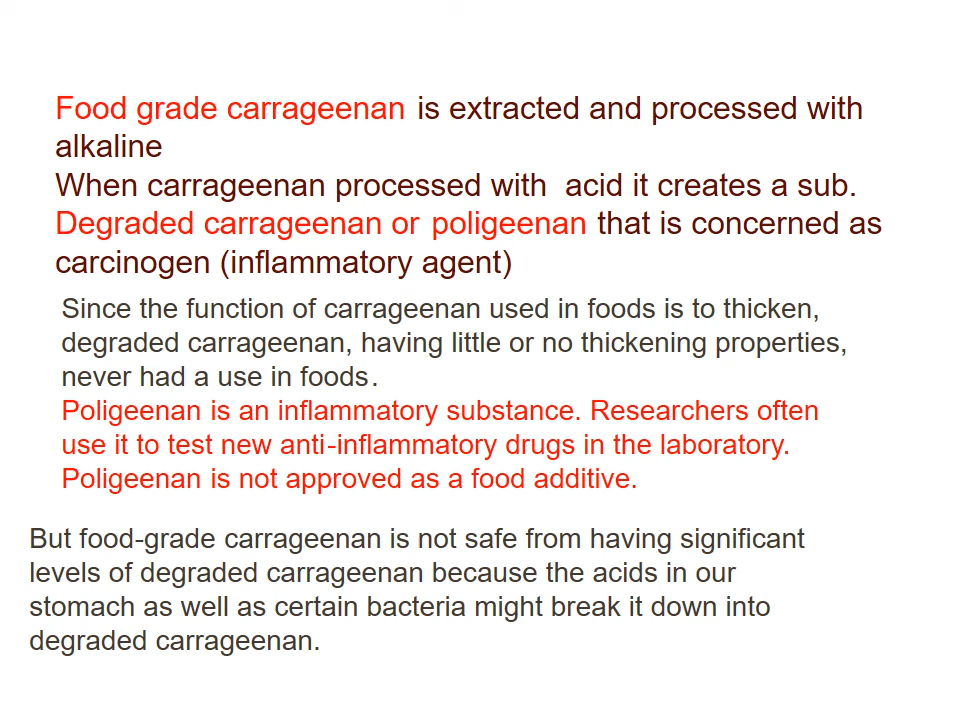 Food grade carrageenan is extracted and processed with
alkaline
When carrageenan processed with  acid it creates a sub.
Degraded carrageenan or poligeenan that is concerned as
carcinogen (inflammatory agent)
Since the function of carrageenan used in foods is to thicken,
degraded carrageenan, having little or no thickening properties,
never had a use in foods.
Poligeenan is an inflammatory substance. Researchers often
use it to test new anti-inflammatory drugs in the laboratory.
Poligeenan is not approved as a food additive.
But food-grade carrageenan is not safe from having significant
levels of degraded carrageenan because the acids in our
stomach as well as certain bacteria might break it down into
degraded carrageenan.